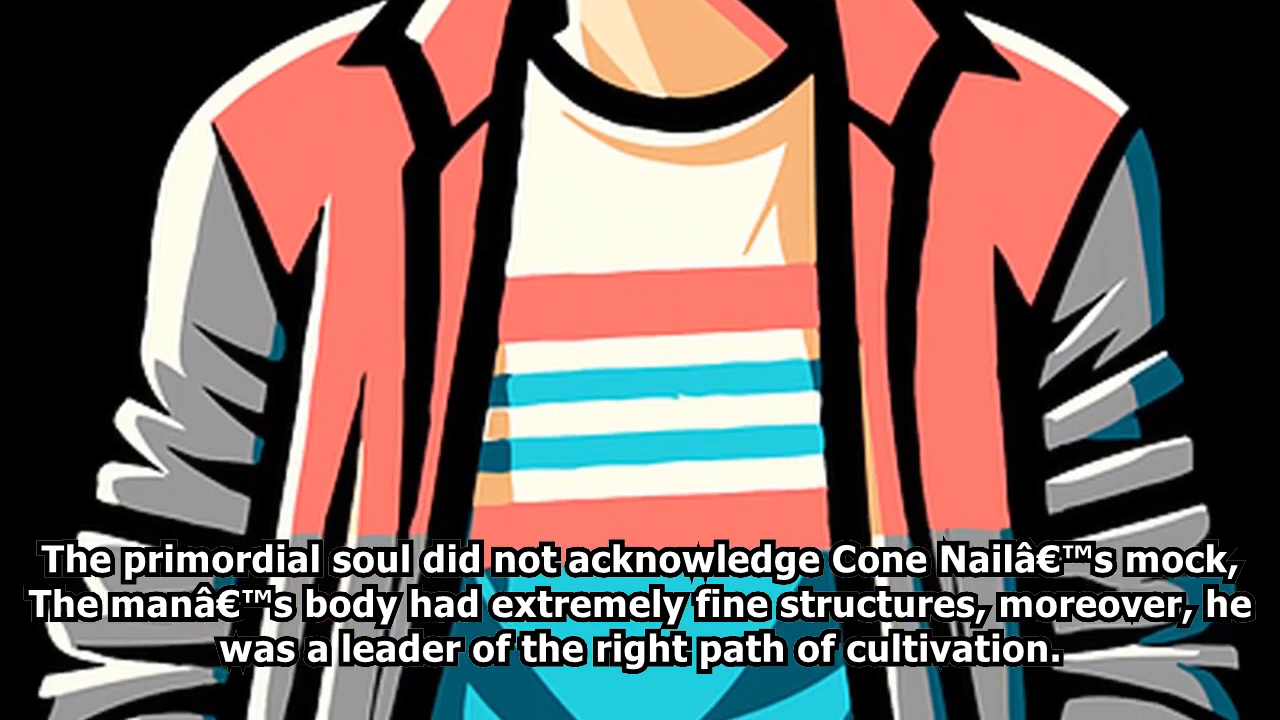 The primordial soul did not acknowledge Cone Nailâ€™s mock,
The manâ€™s body had extremely fine structures, moreover, he
was a leader of the right path of cultivation.